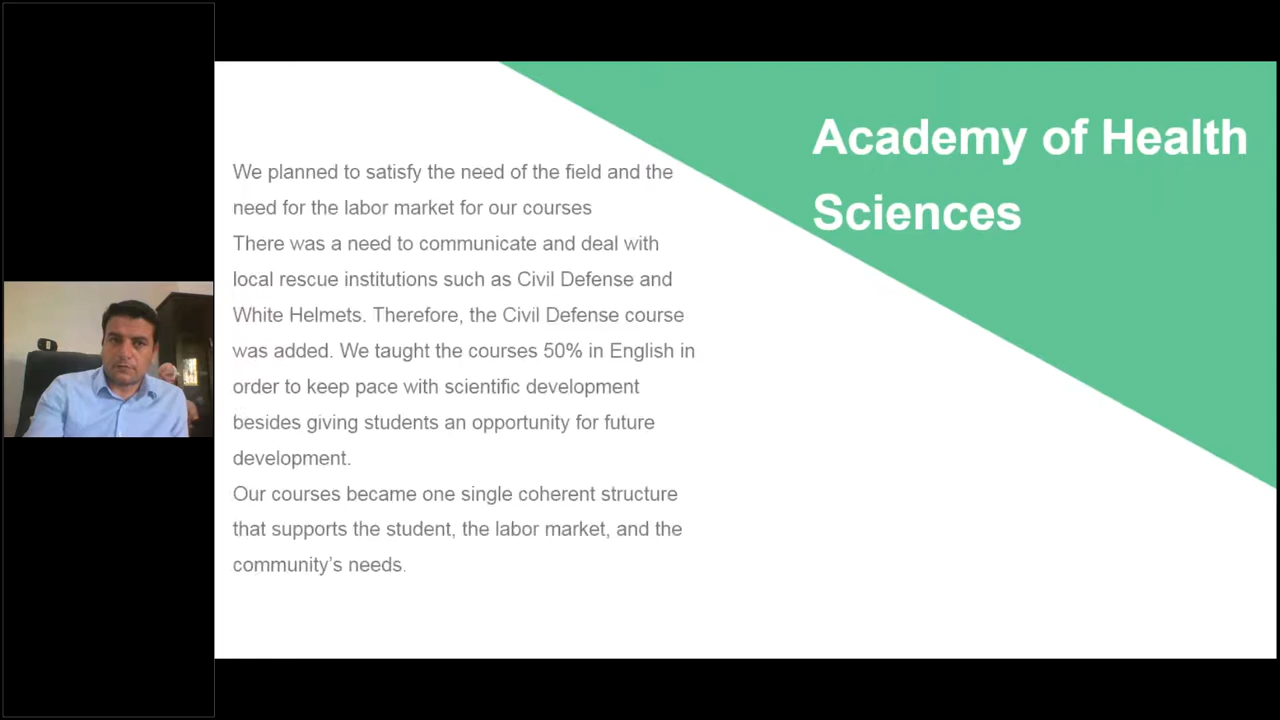 Academy of Health
Sciences
We planned to satisfy the need of the field and the
need for the labor market for our courses
There was a need to communicate and deal with
local rescue institutions such as Civil Defense and
White Helmets. Therefore, the Civil Defense course
was added. We taught the courses 50% in English in
order to keep pace with scientific development
besides giving students an opportunity for future
development.
Our courses became one single coherent structure
that supports the student, the labor market, and the
community’s needs.